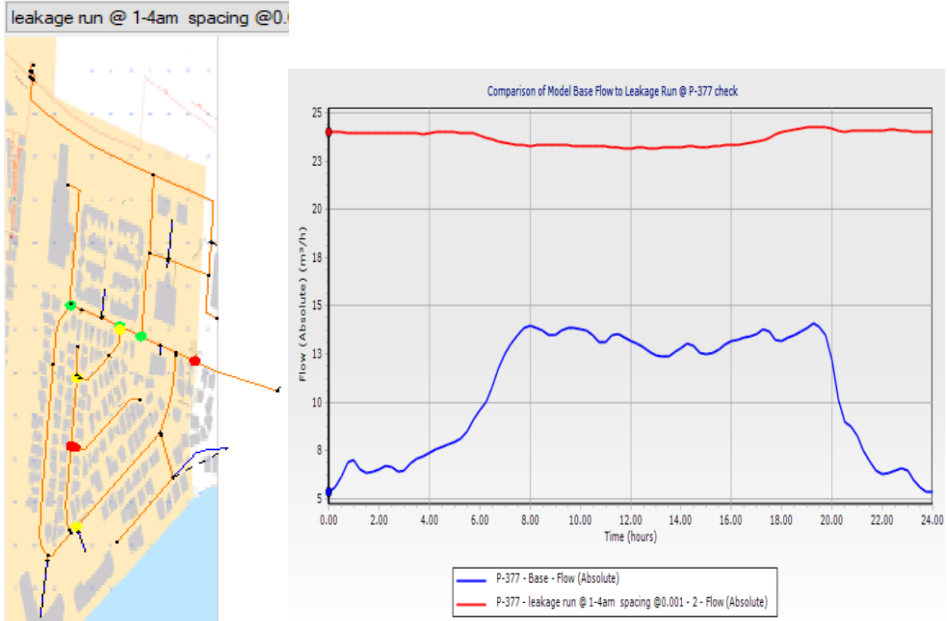 leakage run @ 1-4am spacing @0.
Comparison of Model Base Flow to Leakage Run @ P-377 check
Flow (Absolute) (m³/h)
25
23
20
18
15
13
10
8
5
0.00 2.00 4.00 6.00 8.00 10.00 12.00 14.00 16.00 18.00 20.00 22.00 24.00
Time (hours)
P-377 - Base - Flow (Absolute)
P-377 - leakage run @ 1-4am spacing @0.001 - 2 - Flow (Absolute)